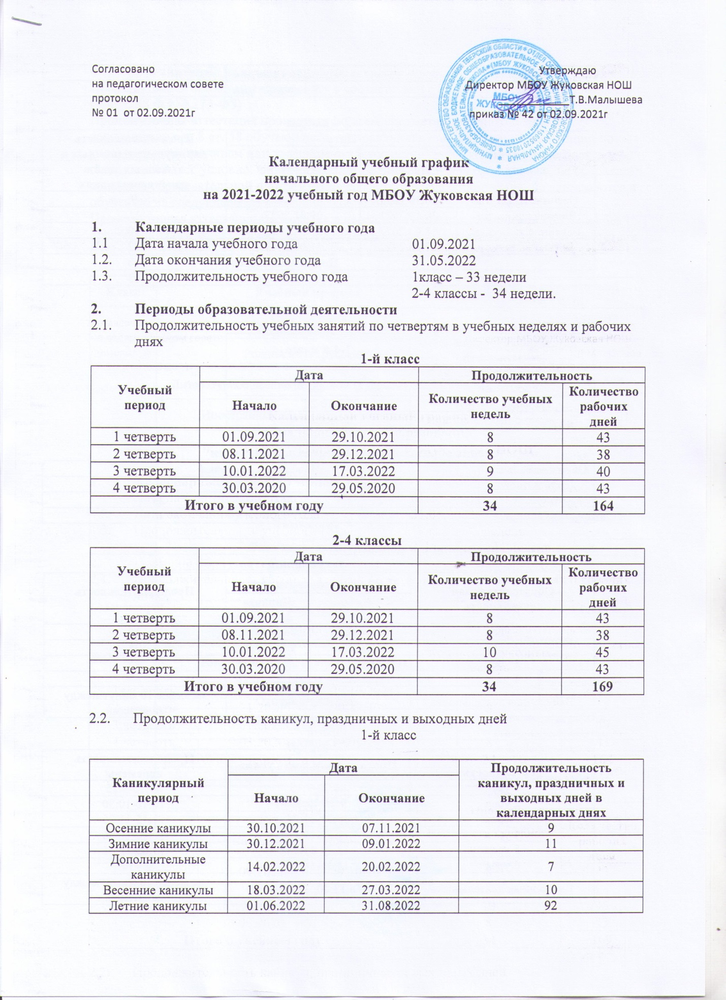 Согласовано
на педагогическом совете
протокол
№ 01 от 02.09.2021г
Утверждаю
Директор МБОУ Жуковская НОШ
Т.В.Малышева
приказ № 42 от 02.09.2021г
МБОУ
ЖУКОВСКАЯ
НОШ
Календарный учебный график
начального общего образования
на 2021-2022 учебный год МБОУ Жуковская НОШ
1. Календарные периоды учебного года
1.1 Дата начала учебного года 01.09.2021
1.2. Дата окончания учебного года 31.05.2022
1.3. Продолжительность учебного года 1класс – 33 недели
2-4 классы - 34 недели.
2. Периоды образовательной деятельности
2.1. Продолжительность учебных занятий по четвертям в учебных неделях и рабочих
днях
1-й класс
Учебный период Дата Продолжительность
Начало Окончание Количество учебных недель Количество рабочих дней
1 четверть 01.09.2021 29.10.2021 8 43
2 четверть 08.11.2021 29.12.2021 8 38
3 четверть 10.01.2022 17.03.2022 9 40
4 четверть 30.03.2020 29.05.2020 8 43
Итого в учебном году 34 164
2-4 классы
Учебный период Дата Продолжительность
Начало Окончание Количество учебных недель Количество рабочих дней
1 четверть 01.09.2021 29.10.2021 8 43
2 четверть 08.11.2021 29.12.2021 8 38
3 четверть 10.01.2022 17.03.2022 10 45
4 четверть 30.03.2020 29.05.2020 8 43
Итого в учебном году 34 169
2.2. Продолжительность каникул, праздничных и выходных дней
1-й класс
Каникулярный период Дата Продолжительность каникул, праздничных и выходных дней в календарных днях
Начало Окончание
Осенние каникулы 30.10.2021 07.11.2021 9
Зимние каникулы 30.12.2021 09.01.2022 11
Дополнительные каникулы 14.02.2022 20.02.2022 7
Весенние каникулы 18.03.2022 27.03.2022 10
Летние каникулы 01.06.2022 31.08.2022 92